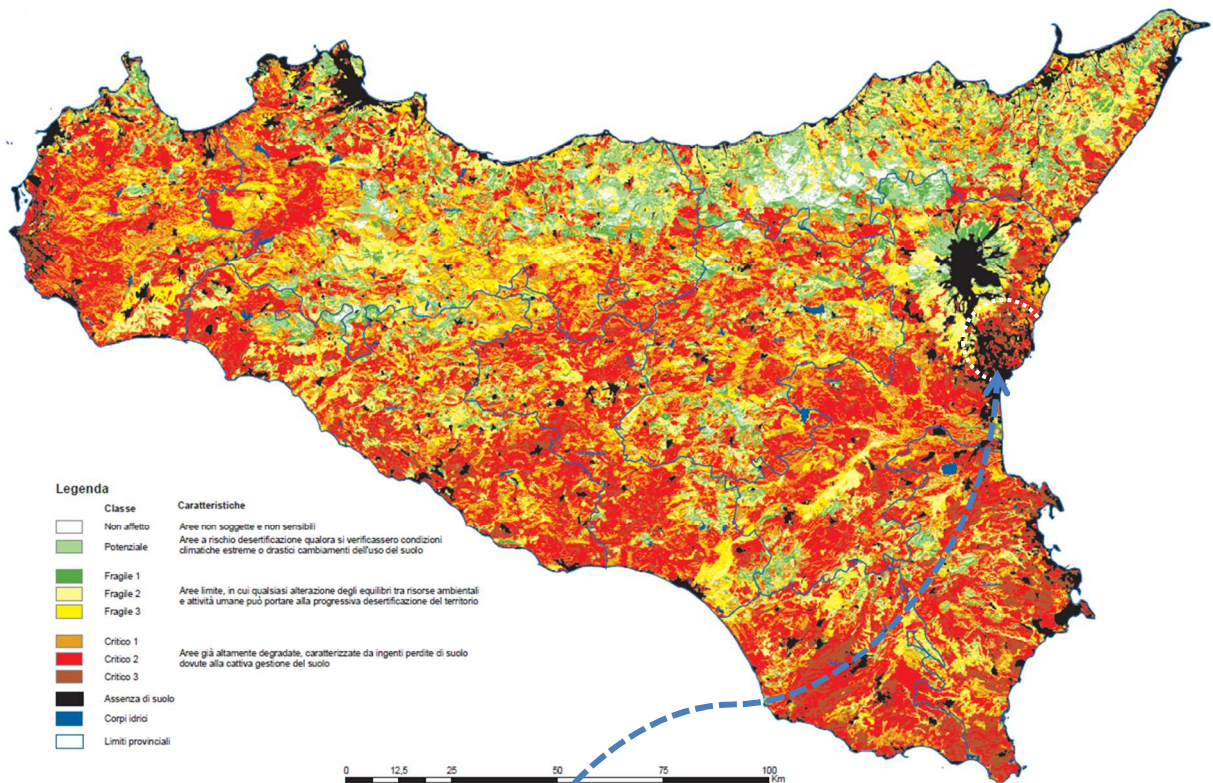 Legenda
Classe Caratteristiche
Non affetto Aree non soggette e non sensibili
Potenziale Aree a rischio desertificazione qualora si verificassero condizioni
climatiche estreme o drastici cambiamenti dell'uso del suolo
Fragile 1
Fragile 2 Aree limite, in cui qualsiasi alterazione degli equilibri tra risorse ambientali
e attività umane può portare alla progressiva desertificazione del territorio
Fragile 3
Critico 1
Critico 2 Aree già altamente degradate, caratterizzate da ingenti perdite di suolo
dovute alla cattiva gestione del suolo
Critico 3
Assenza di suolo
Corpi idrici
Limiti provinciali
0 12,5 25 50 75 100
Km